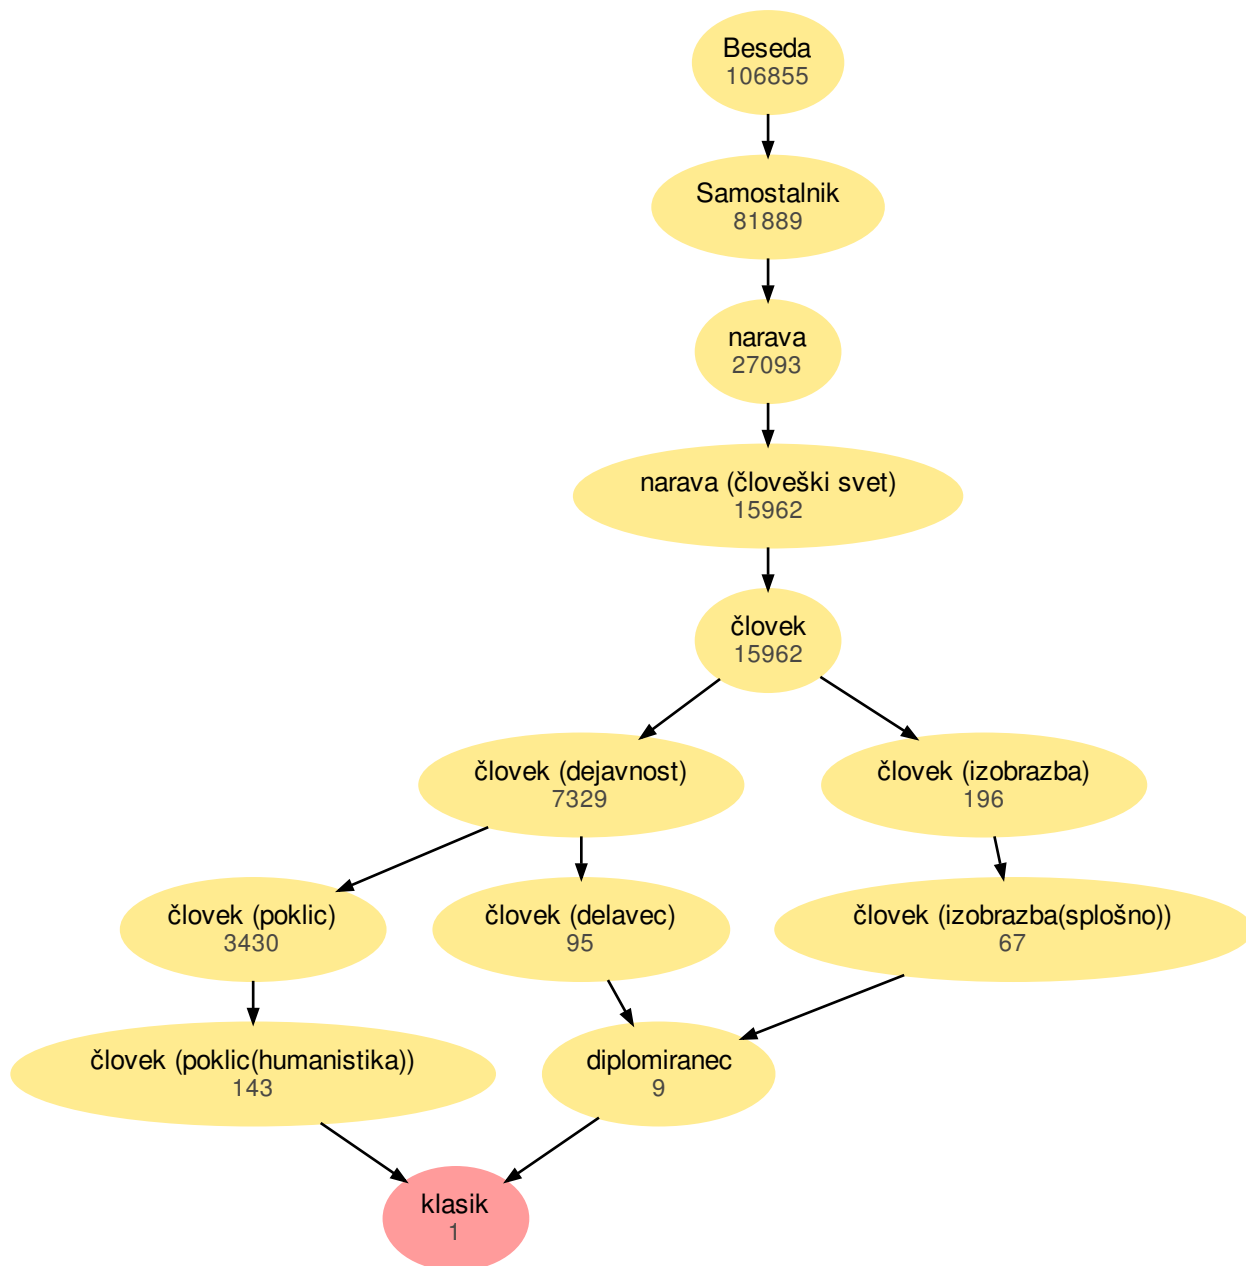 Beseda
106855
Samostalnik
81889
narava
27093
narava (človeški svet)
15962
človek
15962
človek (dejavnost)
7329
človek (izobrazba)
196
človek (poklic)
3430
človek (delavec)
95
človek (izobrazba(splošno))
67
človek (poklic(humanistika))
143
diplomiranec
9
klasik
1